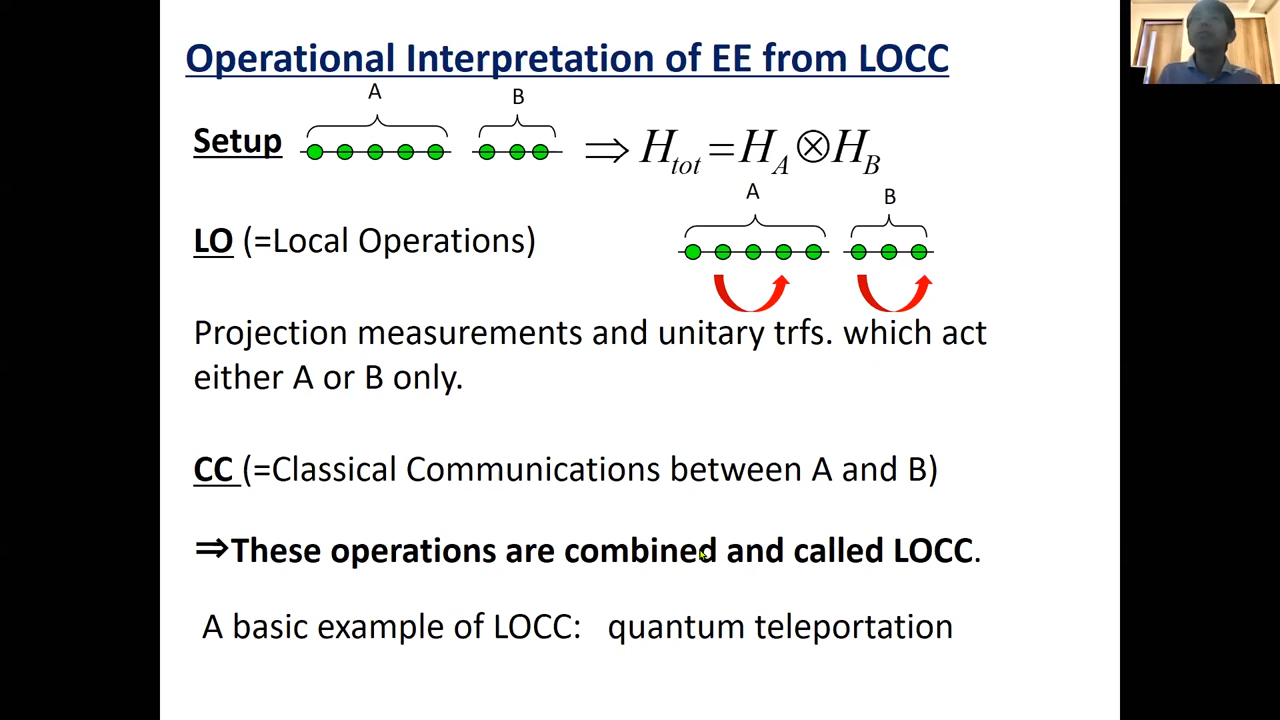 Operational Interpretation of EE from LOCC
A
B
Setup
⇒ H_tot = H_A ⊗ H_B
A
B
LO (=Local Operations)
Projection measurements and unitary trfs. which act
either A or B only.
CC (=Classical Communications between A and B)
⇒These operations are combined and called LOCC.
A basic example of LOCC: quantum teleportation